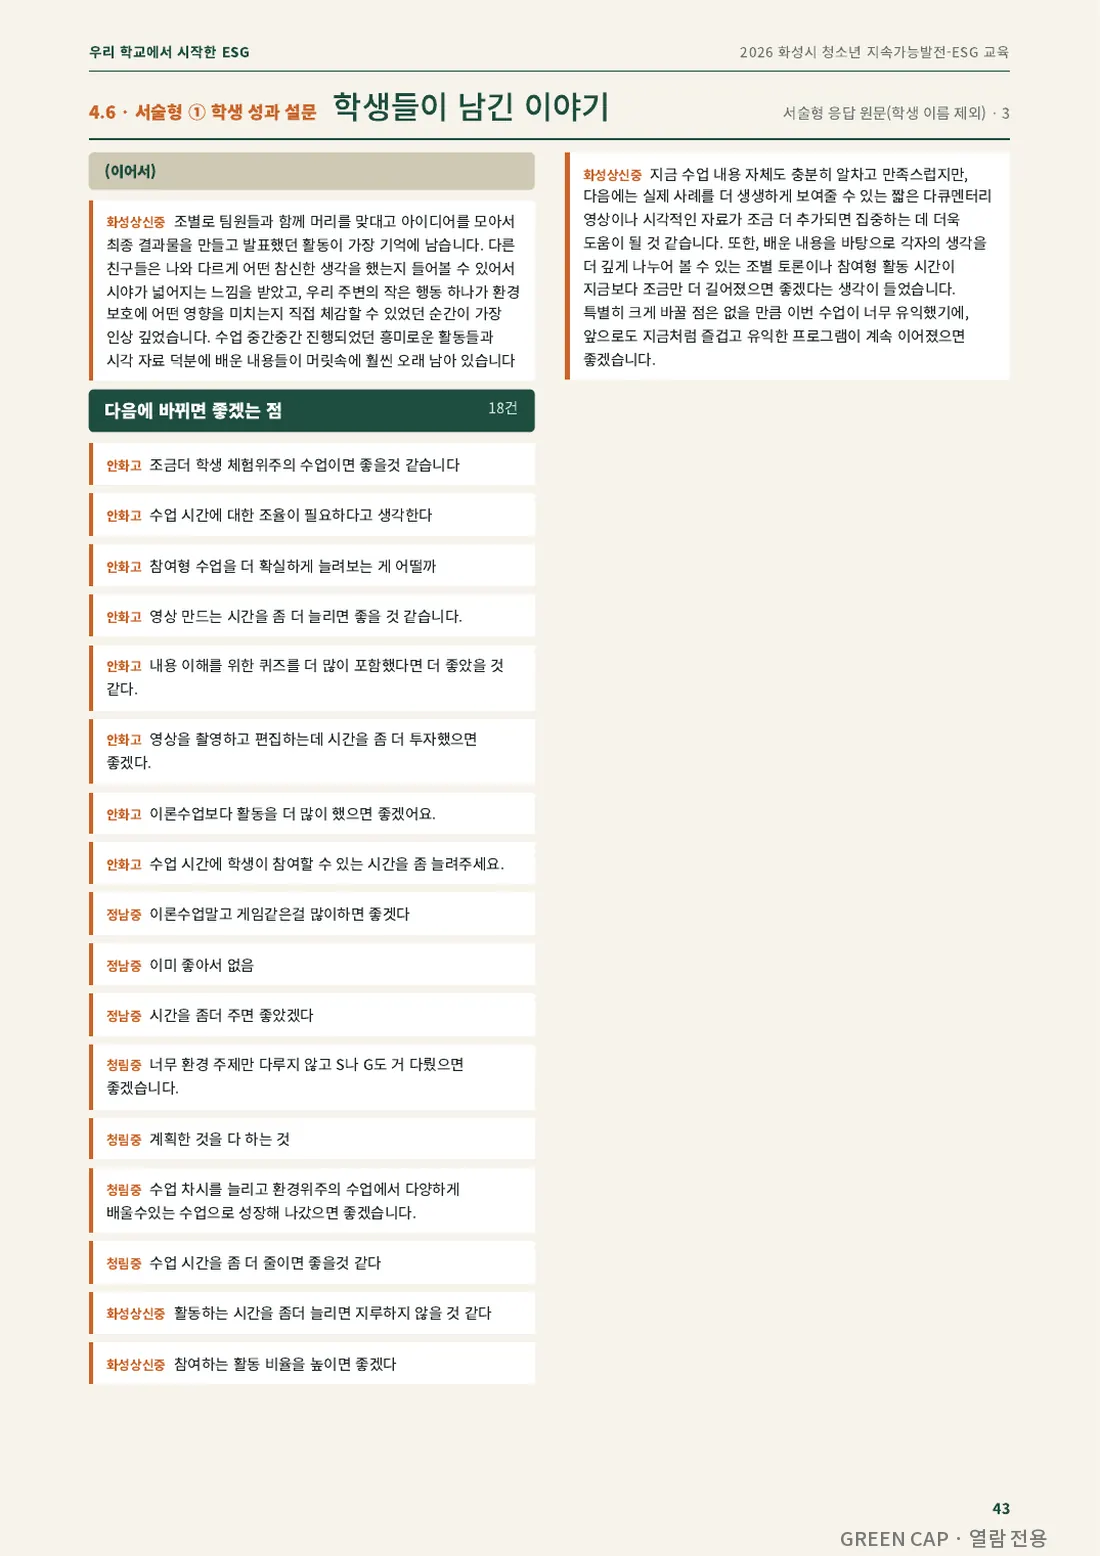 우리 학교에서 시작한 ESG
2026 화성시 청소년 지속가능발전-ESG 교육
4.6 · 서술형 ① 학생 성과 설문 학생들이 남긴 이야기
서술형 응답 원문(학생 이름 제외) · 3
(이어서)
화성상신중 조별로 팀원들과 함께 머리를 맞대고 아이디어를 모아서
최종 결과물을 만들고 발표했던 활동이 가장 기억에 남습니다. 다른
친구들은 나와 다르게 어떤 참신한 생각을 했는지 들어볼 수 있어서
시야가 넓어지는 느낌을 받았고, 우리 주변의 작은 행동 하나가 환경
보호에 어떤 영향을 미치는지 직접 체감할 수 있었던 순간이 가장
인상 깊었습니다. 수업 중간중간 진행되었던 흥미로운 활동들과
시각 자료 덕분에 배운 내용들이 머릿속에 훨씬 오래 남아 있습니다
다음에 바뀌면 좋겠는 점
18건
안화고 조금더 학생 체험위주의 수업이면 좋을것 같습니다
안화고 수업 시간에 대한 조율이 필요하다고 생각한다
안화고 참여형 수업을 더 확실하게 늘려보는 게 어떨까
안화고 영상 만드는 시간을 좀 더 늘리면 좋을 것 같습니다.
안화고 내용 이해를 위한 퀴즈를 더 많이 포함했다면 더 좋았을 것
같다.
안화고 영상을 촬영하고 편집하는데 시간을 좀 더 투자했으면
좋겠다.
안화고 이론수업보다 활동을 더 많이 했으면 좋겠어요.
안화고 수업 시간에 학생이 참여할 수 있는 시간을 좀 늘려주세요.
정남중 이론수업말고 게임같은걸 많이하면 좋겟다
정남중 이미 좋아서 없음
정남중 시간을 좀더 주면 좋았겠다
청림중 너무 환경 주제만 다루지 않고 S나 G도 거 다뤘으면
좋겠습니다.
청림중 계획한 것을 다 하는 것
청림중 수업 차시를 늘리고 환경위주의 수업에서 다양하게
배울수있는 수업으로 성장해 나갔으면 좋겠습니다.
청림중 수업 시간을 좀 더 줄이면 좋을것 같다
화성상신중 활동하는 시간을 좀더 늘리면 지루하지 않을 것 같다
화성상신중 참여하는 활동 비율을 높이면 좋겠다
화성상신중 지금 수업 내용 자체도 충분히 알차고 만족스럽지만,
다음에는 실제 사례를 더 생생하게 보여줄 수 있는 짧은 다큐멘터리
영상이나 시각적인 자료가 조금 더 추가되면 집중하는 데 더욱
도움이 될 것 같습니다. 또한, 배운 내용을 바탕으로 각자의 생각을
더 깊게 나누어 볼 수 있는 조별 토론이나 참여형 활동 시간이
지금보다 조금만 더 길어졌으면 좋겠다는 생각이 들었습니다.
특별히 크게 바꿀 점은 없을 만큼 이번 수업이 너무 유익했기에,
앞으로도 지금처럼 즐겁고 유익한 프로그램이 계속 이어졌으면
좋겠습니다.
43
GREEN CAP · 열람 전용